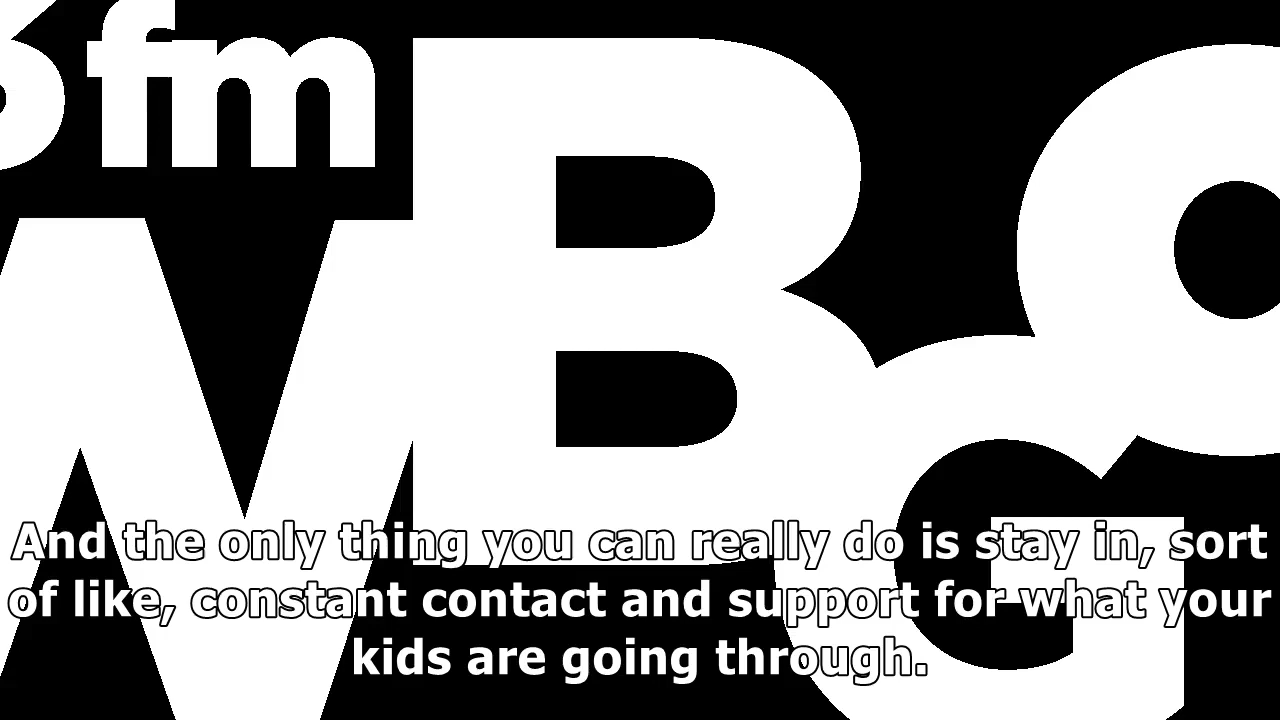 fm
WBG
And the only thing you can really do is stay in, sort
of like, constant contact and support for what your
kids are going through.